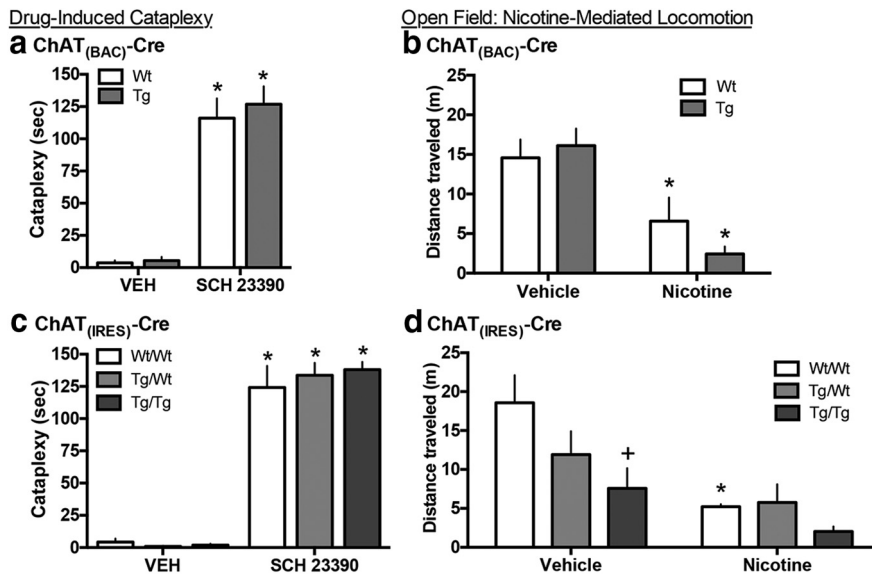 Drug-Induced Cataplexy
Open Field: Nicotine-Mediated Locomotion
a ChAT(BAC)-Cre
Cataplexy (sec)
150
125
100
75
50
25
0
Wt
Tg
*
*
VEH
SCH 23390
b ChAT(BAC)-Cre
Distance traveled (m)
25
20
15
10
5
0
Wt
Tg
*
*
Vehicle
Nicotine
c ChAT(IRES)-Cre
Cataplexy (sec)
150
125
100
75
50
25
0
Wt/Wt
Tg/Wt
Tg/Tg
*
*
*
VEH
SCH 23390
d ChAT(IRES)-Cre
Distance traveled (m)
25
20
15
10
5
0
Wt/Wt
Tg/Wt
Tg/Tg
+
*
Vehicle
Nicotine